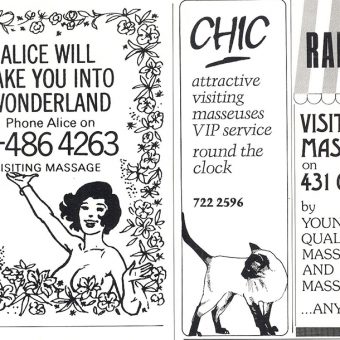 ALICE WILL
AKE YOU INTO
WONDERLAND
Phone Alice on
-486 4263
ISITING MASSAGE
CHIC
attractive
visiting
masseuses
VIP service
round the
clock
722 2596
RA
VISIT
MAS
on
431
by
YOUN
QUAL
MASS
AND
MASS
...ANY